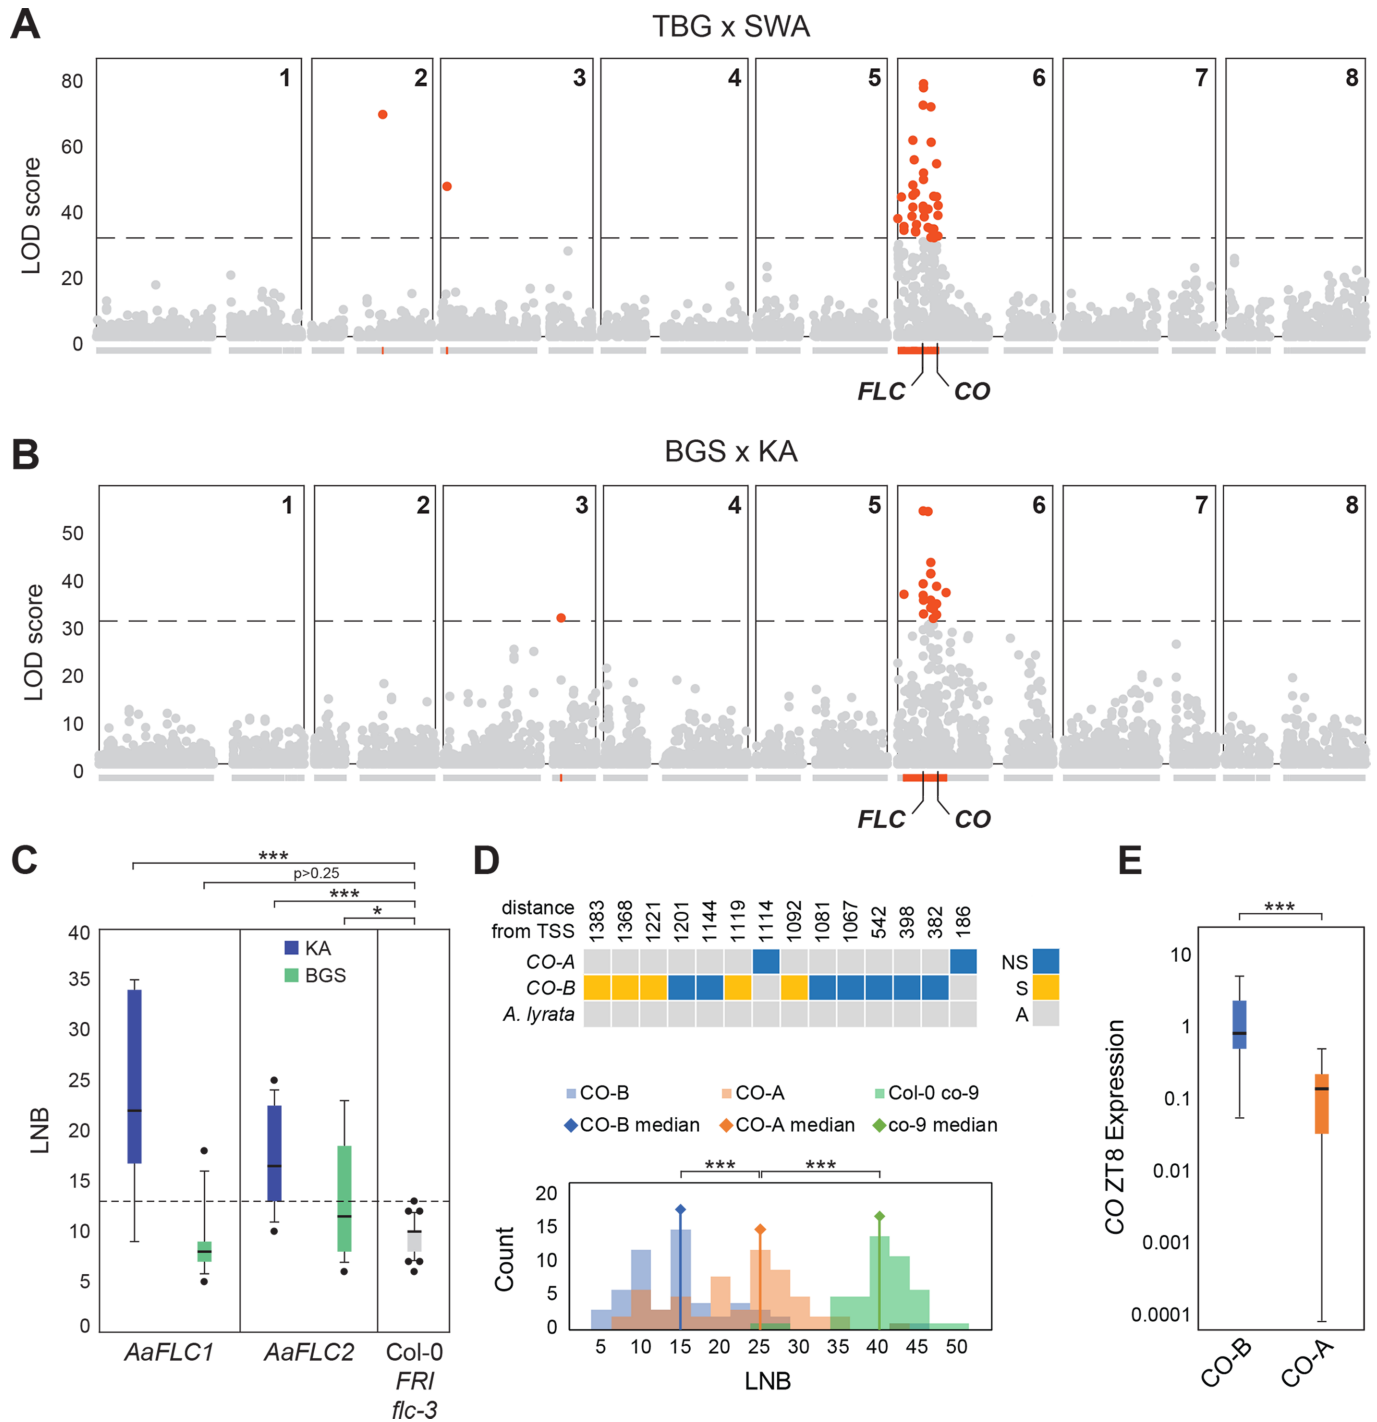 A
TBG x SWA
1 2 3 4 5 6 7 8
80
60
40
20
0
LOD score
FLC CO
B
BGS x KA
1 2 3 4 5 6 7 8
50
40
30
20
10
0
LOD score
FLC CO
C
***
p>0.25
***
*
40
35
30
25
20
15
10
5
0
LNB
KA
BGS
AaFLC1 AaFLC2 Col-0
FRI
flc-3
D
distance
from TSS
1383 1368 1221 1201 1144 1119 1114 1092 1081 1067 542 398 382 186
CO-A
CO-B
A. lyrata
NS
S
A
CO-B CO-A Col-0 co-9
CO-B median CO-A median co-9 median
*** ***
20
15
10
5
0
Count
5 10 15 20 25 30 35 40 45 50
LNB
E
***
10
1
0.1
0.01
0.001
0.0001
CO ZT8 Expression
CO-B CO-A